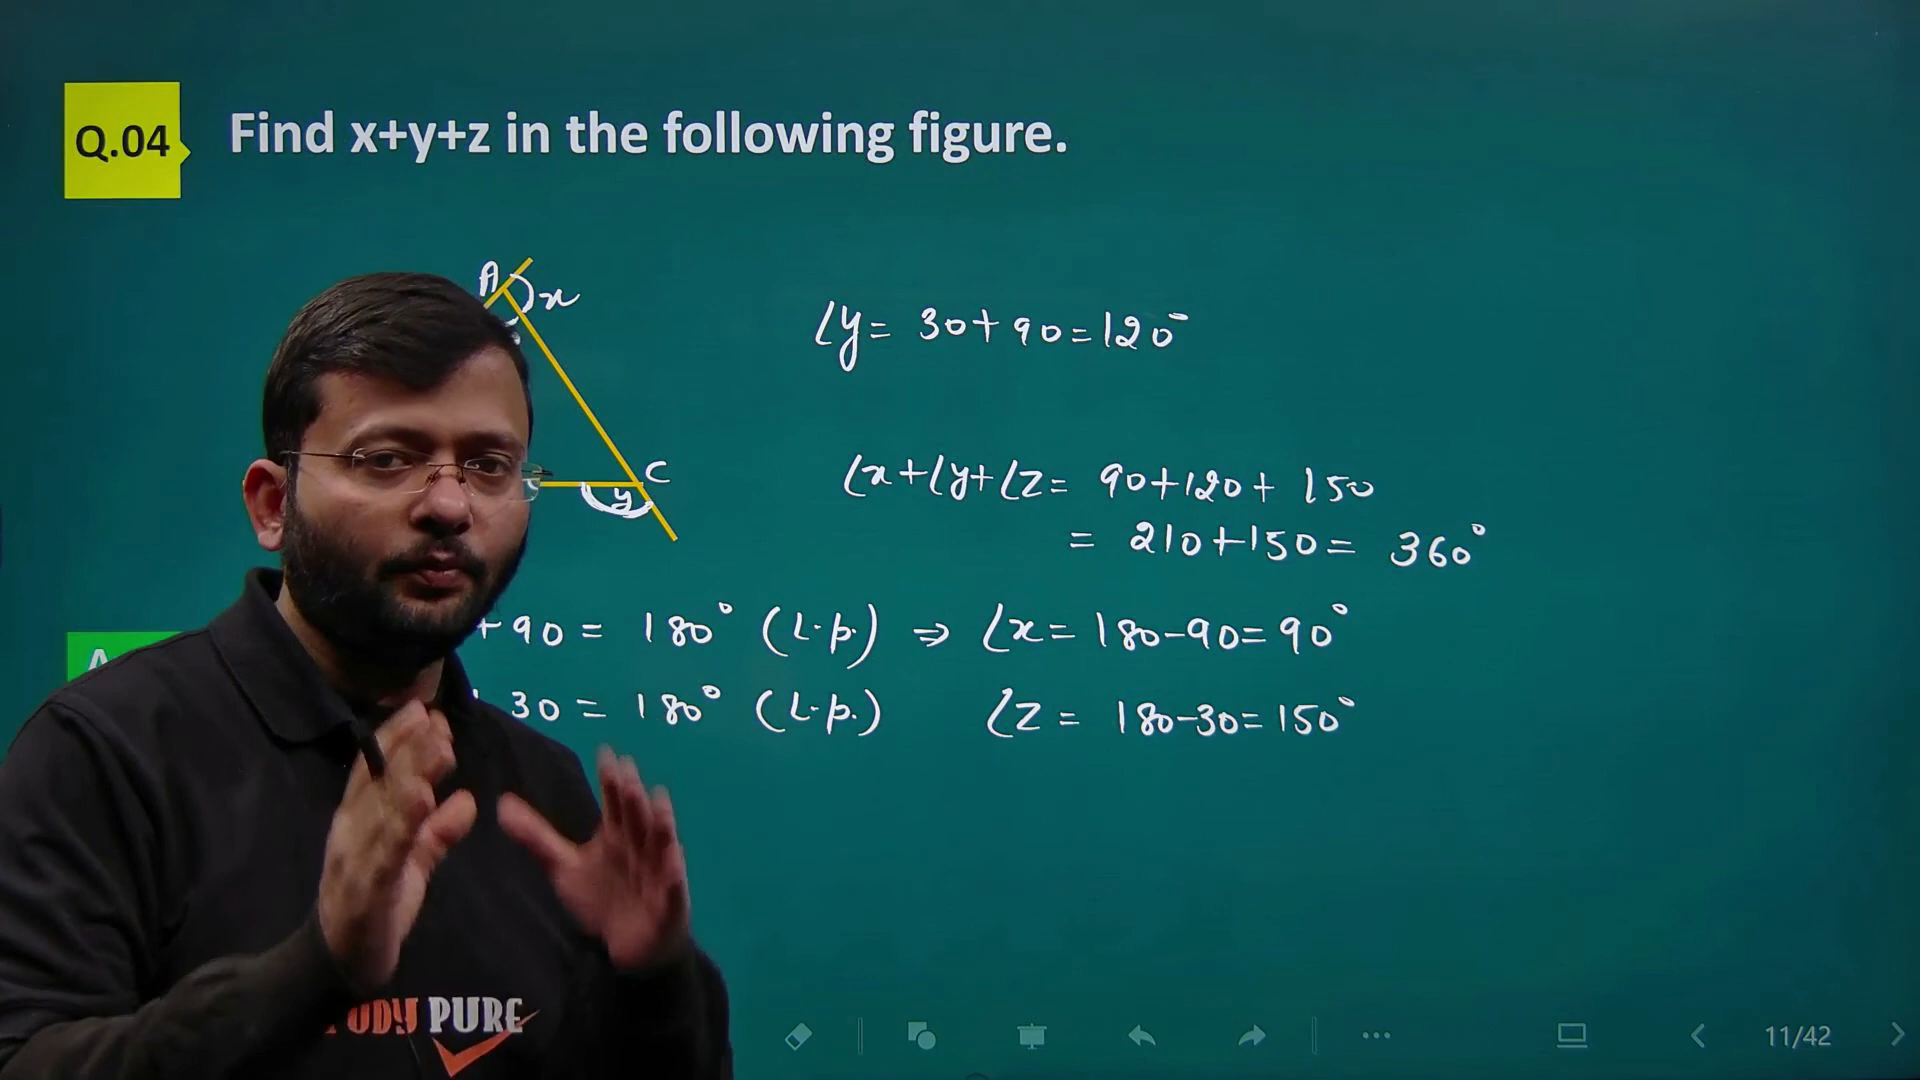 Q.04
Find x+y+z in the following figure.
A
x
C
y
∠y = 30+90=120°
∠x+∠y+∠z = 90+120+ 150
= 210+150= 360°
+90 = 180° (L.p.) ⇒ ∠x = 180-90=90°
30 = 180° (L.p.) ∠z = 180-30=150°
A
UDY PURE
11/42